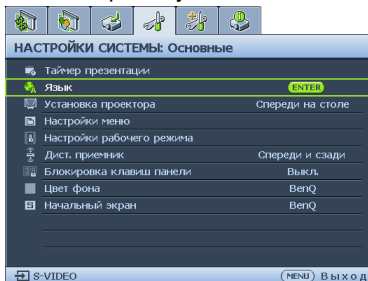 НАСТРОЙКИ СИСТЕМЫ: Основные
Таймер презентации
Язык ENTER
Установка проектора Спереди на столе
Настройки меню
Настройки рабочего режима
Дист. приемник Спереди и сзади
Блокировка клавиш панели Выкл.
Цвет фона BenQ
Начальный экран BenQ
S-VIDEO MENU Выход